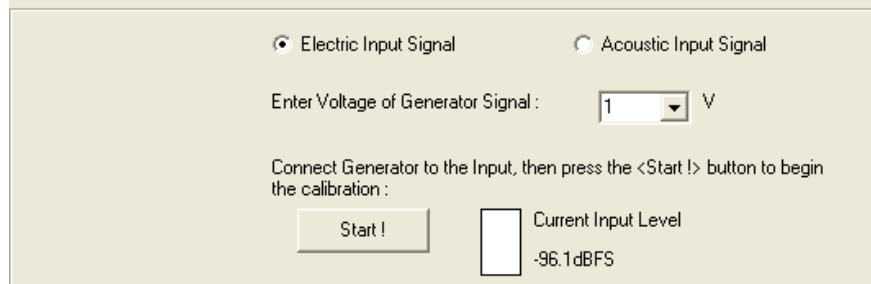 Electric Input Signal
Acoustic Input Signal
Enter Voltage of Generator Signal :
1
V
Connect Generator to the Input, then press the <Start !> button to begin
the calibration :
Start !
Current Input Level
-96.1dBFS